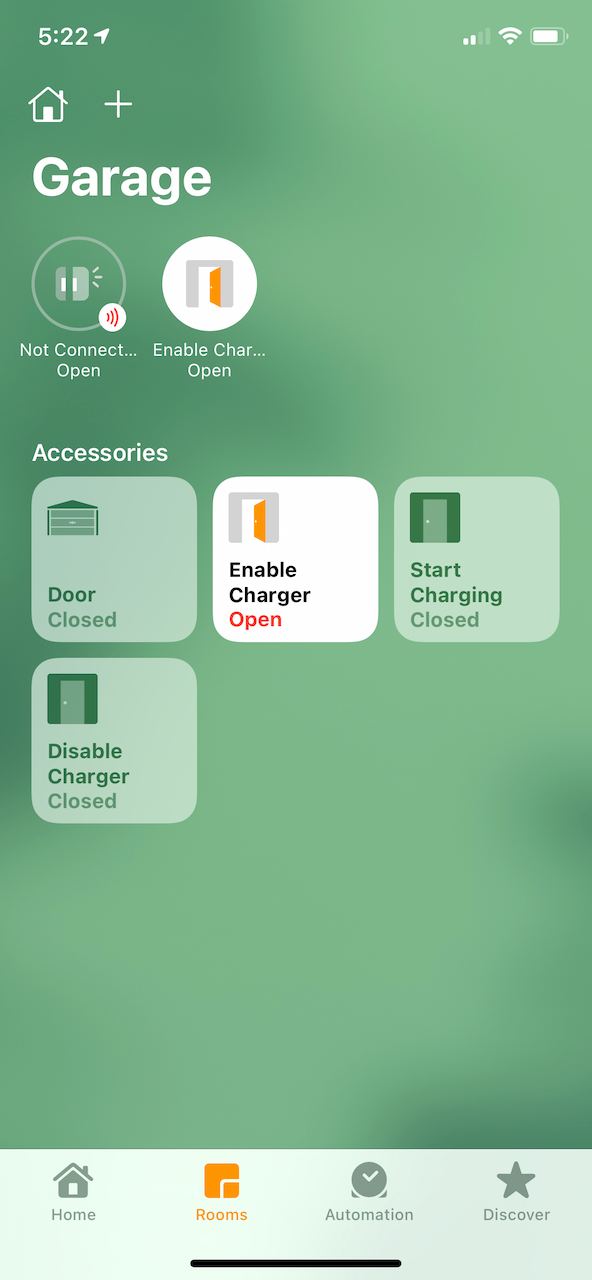 5:22
Garage
Not Connect... Enable Char...
Open Open
Accessories
Door
Closed
Enable
Charger
Open
Start
Charging
Closed
Disable
Charger
Closed
Home Rooms Automation Discover